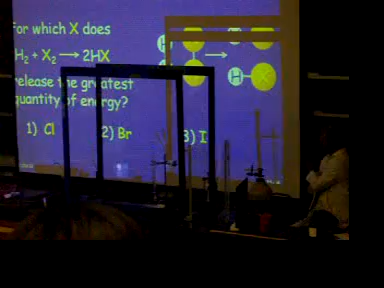 for which X does
H₂ + X₂ → 2HX
release the greatest
quantity of energy?
1) Cl 2) Br 3) I
H X